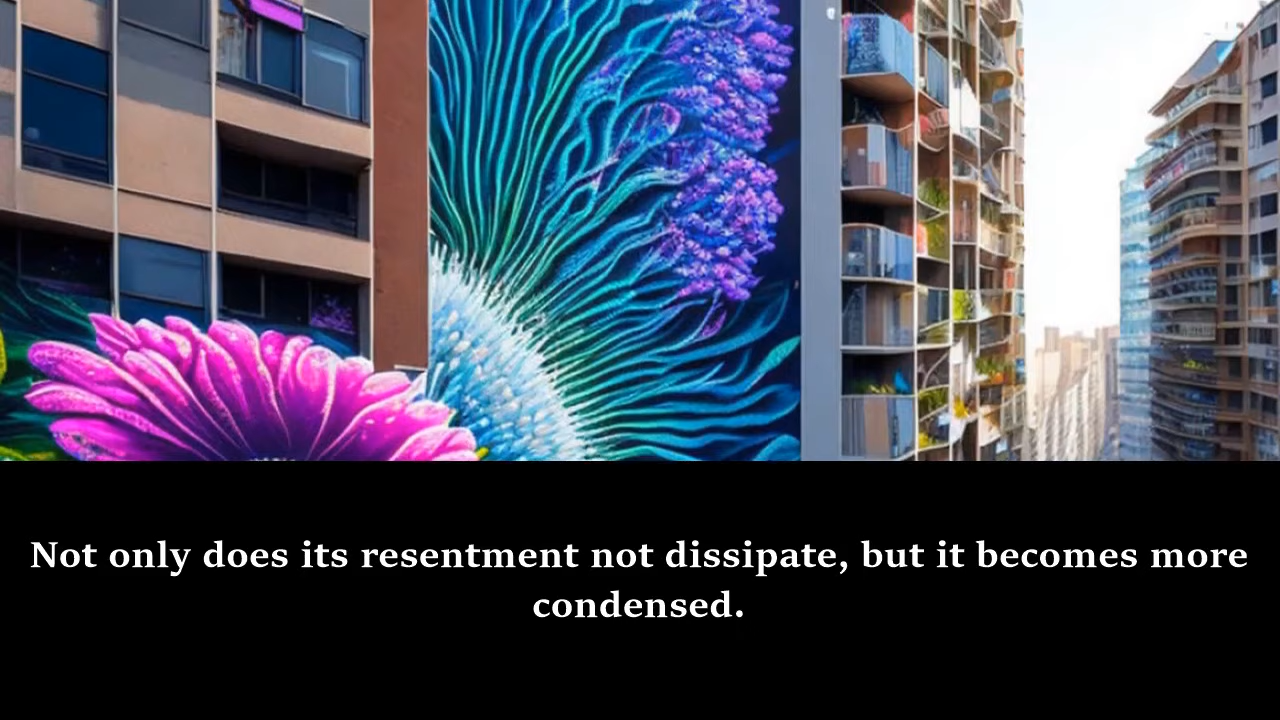 Not only does its resentment not dissipate, but it becomes more
condensed.